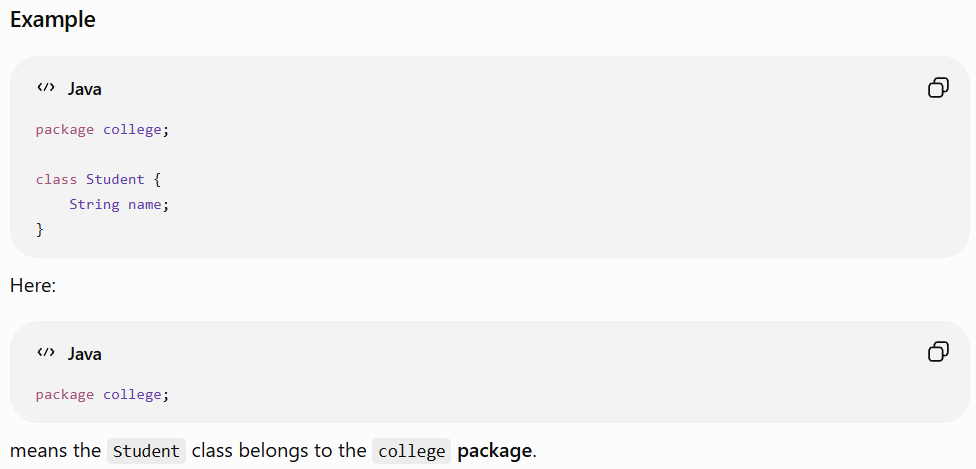 Example
</> Java
package college;
class Student {
    String name;
}
Here:
</> Java
package college;
means the Student class belongs to the college package.